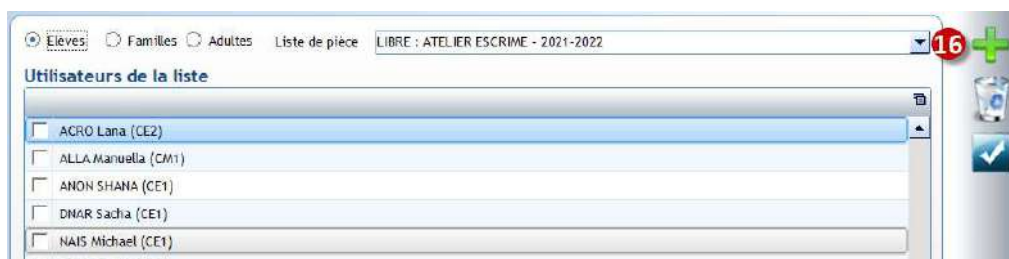 Elèves Familles Adultes Liste de pièce LIBRE : ATELIER ESCRIME - 2021-2022 16
Utilisateurs de la liste
ACRO Lana (CE2)
ALLA Manuella (CM1)
ANON SHANA (CE1)
DNAR Sacha (CE1)
NAIS Michael (CE1)